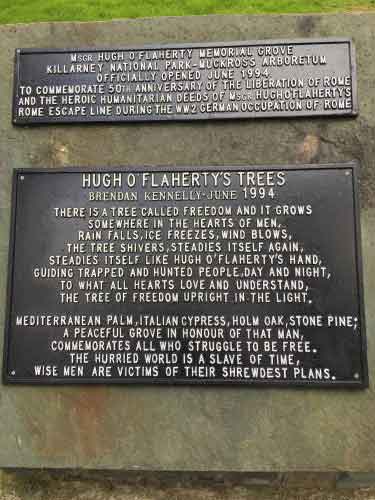 MSGR HUGH O'FLAHERTY MEMORIAL GROVE
KILLARNEY NATIONAL PARK-MUCKROSS ARBORETUM
OFFICIALLY OPENED JUNE 1994
TO COMMEMORATE 50TH ANNIVERSARY OF THE LIBERATION OF ROME
AND THE HEROIC HUMANITARIAN DEEDS OF MSGR HUGH O'FLAHERTY'S
ROME ESCAPE LINE DURING THE WW2 GERMAN OCCUPATION OF ROME
HUGH O'FLAHERTY'S TREES
BRENDAN KENNELLY-JUNE 1994
THERE IS A TREE CALLED FREEDOM AND IT GROWS
SOMEWHERE IN THE HEARTS OF MEN,
RAIN FALLS, ICE FREEZES, WIND BLOWS,
THE TREE SHIVERS, STEADIES ITSELF AGAIN,
STEADIES ITSELF LIKE HUGH O'FLAHERTY'S HAND,
GUIDING TRAPPED AND HUNTED PEOPLE, DAY AND NIGHT,
TO WHAT ALL HEARTS LOVE AND UNDERSTAND,
THE TREE OF FREEDOM UPRIGHT IN THE LIGHT.
MEDITERRANEAN PALM, ITALIAN CYPRESS, HOLM OAK, STONE PINE;
A PEACEFUL GROVE IN HONOUR OF THAT MAN,
COMMEMORATES ALL WHO STRUGGLE TO BE FREE.
THE HURRIED WORLD IS A SLAVE OF TIME,
WISE MEN ARE VICTIMS OF THEIR SHREWDEST PLANS.